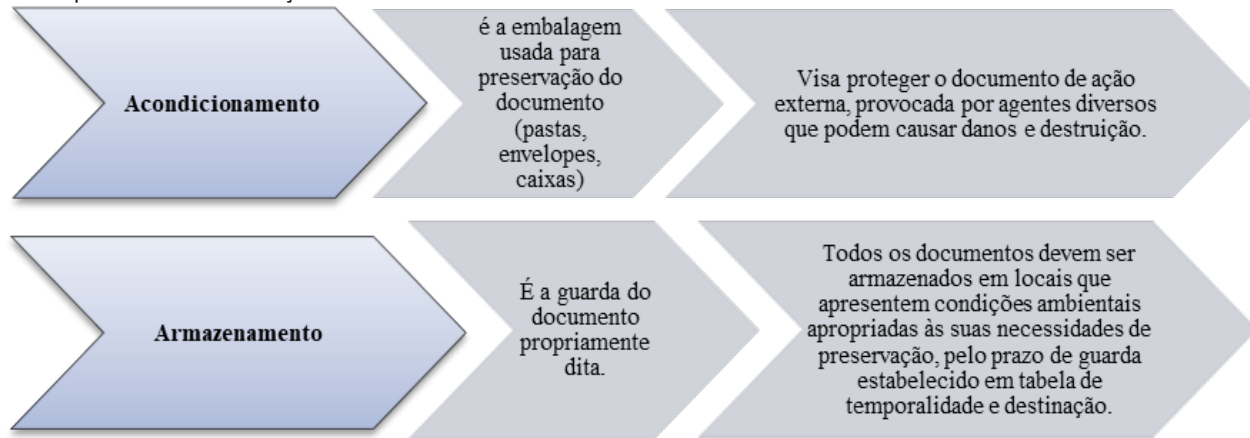 Acondicionamento
é a embalagem
usada para
preservação do
documento
(pastas,
envelopes,
caixas)
Visa proteger o documento de ação
externa, provocada por agentes diversos
que podem causar danos e destruição.
Armazenamento
É a guarda do
documento
propriamente
dita.
Todos os documentos devem ser
armazenados em locais que
apresentem condições ambientais
apropriadas às suas necessidades de
preservação, pelo prazo de guarda
estabelecido em tabela de
temporalidade e destinação.